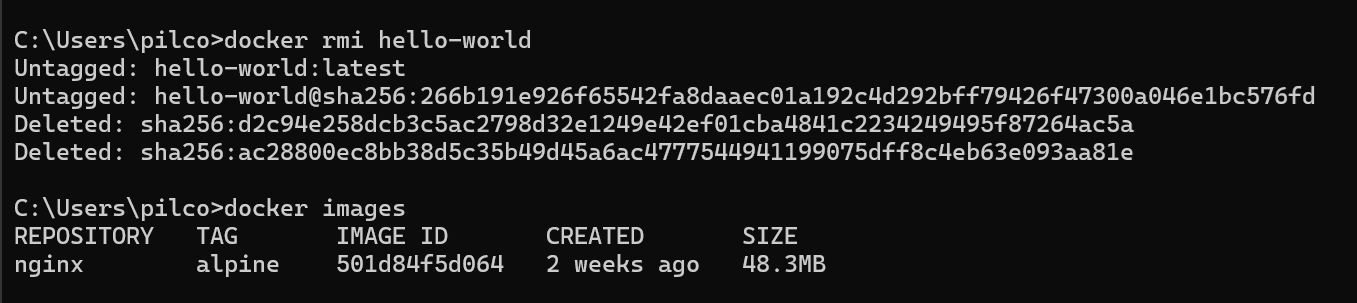 C:\Users\pilco>docker rmi hello-world
Untagged: hello-world:latest
Untagged: hello-world@sha256:266b191e926f65542fa8daaec01a192c4d292bff79426f47300a046e1bc576fd
Deleted: sha256:d2c94e258dcb3c5ac2798d32e1249e42ef01cba4841c2234249495f87264ac5a
Deleted: sha256:ac28800ec8bb38d5c35b49d45a6ac4777544941199075dff8c4eb63e093aa81e
C:\Users\pilco>docker images
REPOSITORY   TAG       IMAGE ID       CREATED       SIZE
nginx        alpine    501d84f5d064   2 weeks ago   48.3MB